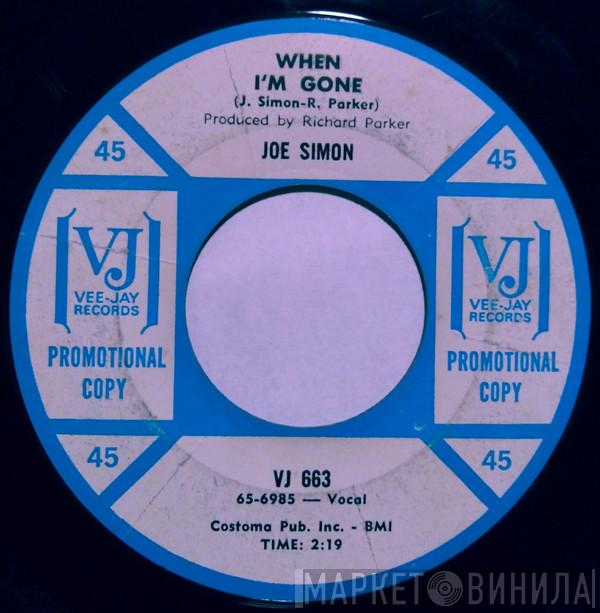 WHEN
I'M GONE
(J. Simon-R. Parker)
Produced by Richard Parker
JOE SIMON
45
45
VJ
VEE-JAY
RECORDS
PROMOTIONAL
COPY
VJ
VEE-JAY
RECORDS
PROMOTIONAL
COPY
45
45
VJ 663
65-6985 — Vocal
Costoma Pub. Inc. - BMI
TIME: 2:19
МАРКЕТ ВИНИЛА